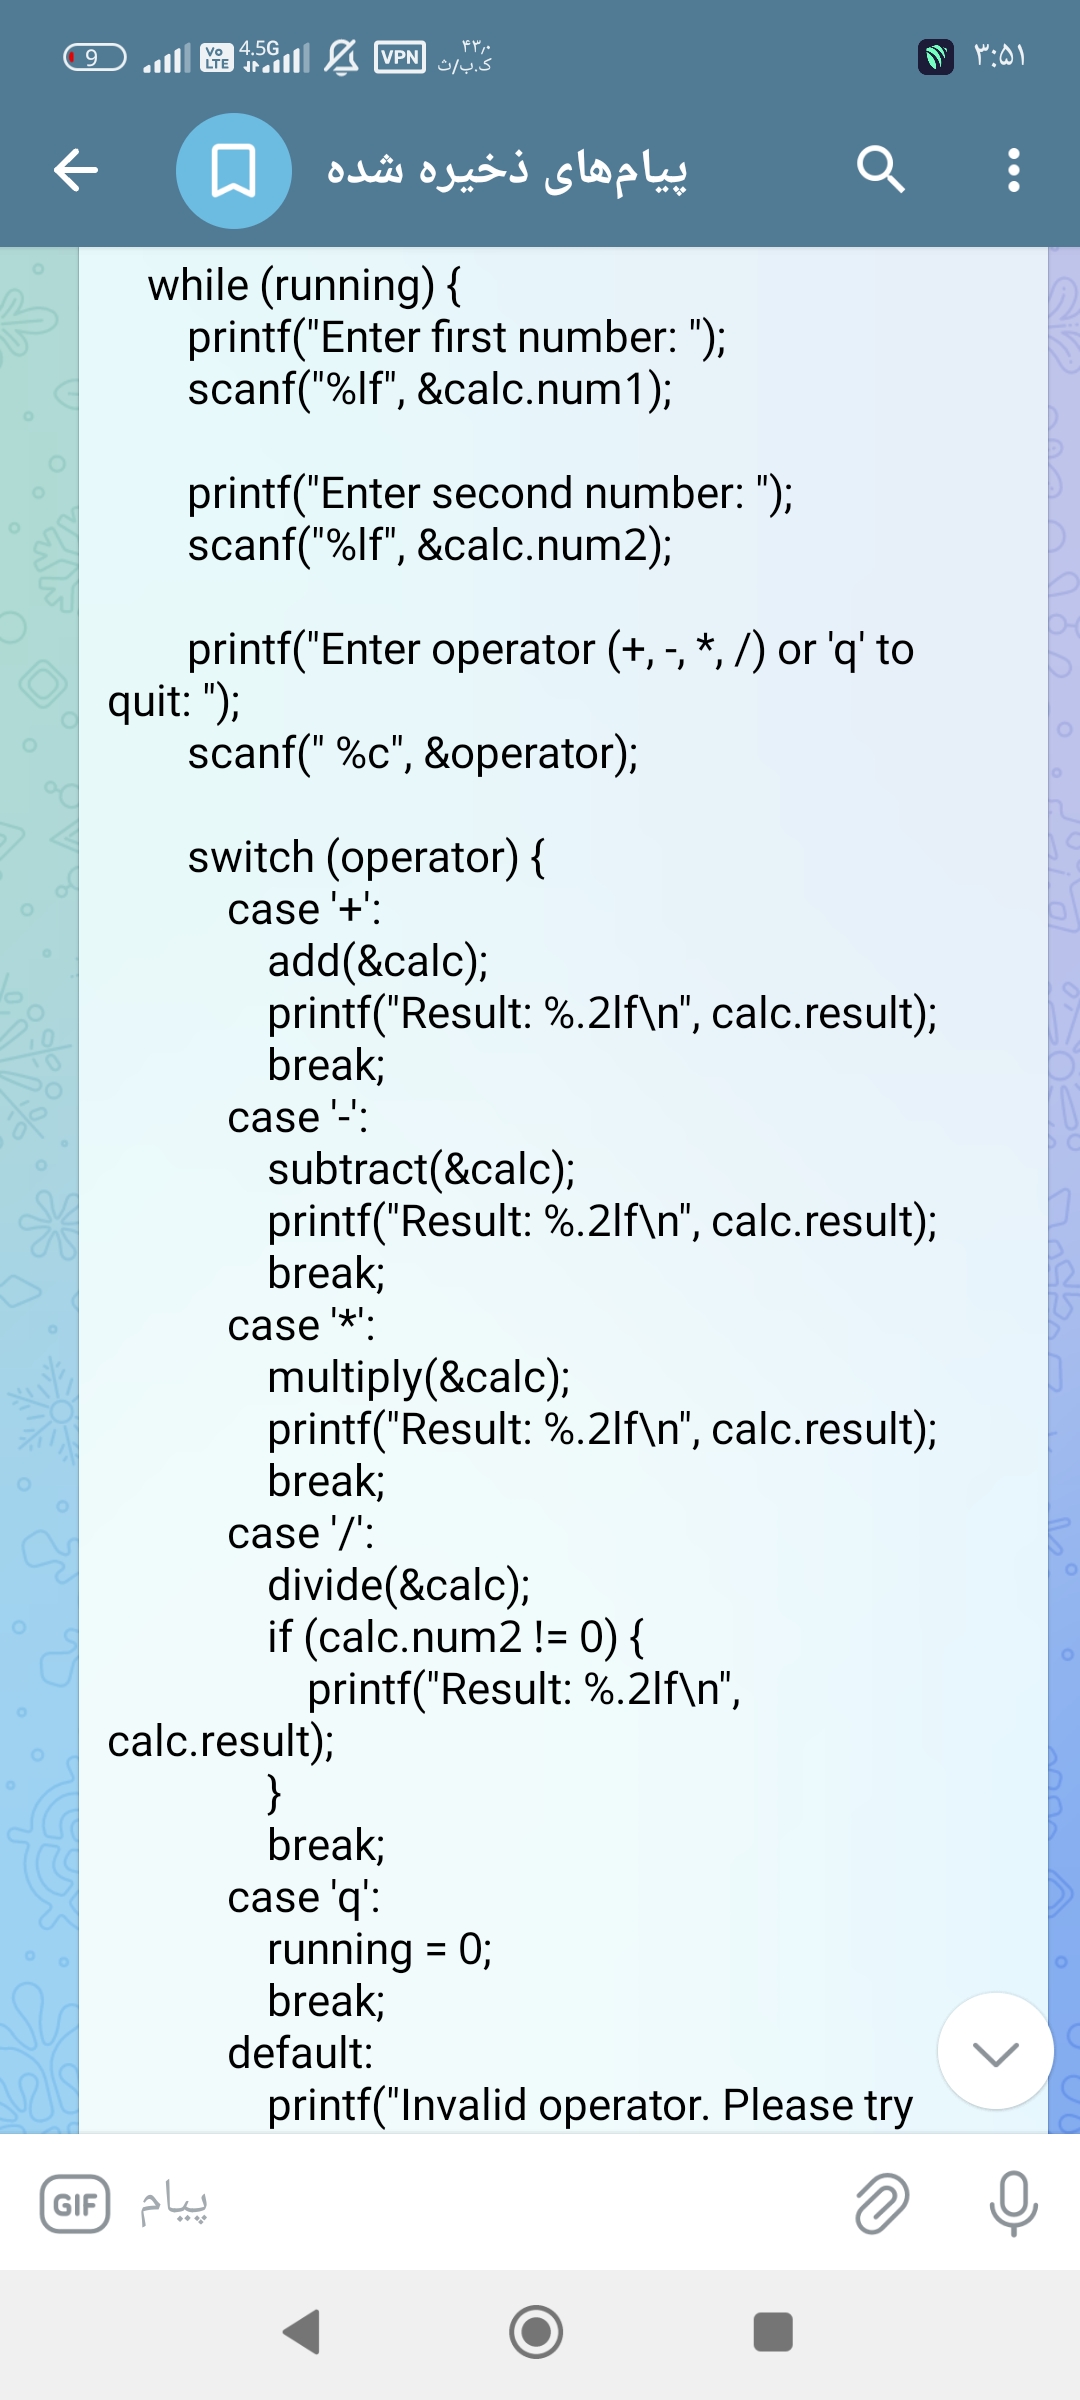 9 Vo LTE 4.5G VPN ۴۳٫۰ ک.ب/ث ۳:۵۱
پیام‌های ذخیره شده
while (running) {
printf("Enter first number: ");
scanf("%lf", &calc.num1);
printf("Enter second number: ");
scanf("%lf", &calc.num2);
printf("Enter operator (+, -, *, /) or 'q' to
quit: ");
scanf(" %c", &operator);
switch (operator) {
case '+':
add(&calc);
printf("Result: %.2lf\n", calc.result);
break;
case '-':
subtract(&calc);
printf("Result: %.2lf\n", calc.result);
break;
case '*':
multiply(&calc);
printf("Result: %.2lf\n", calc.result);
break;
case '/':
divide(&calc);
if (calc.num2 != 0) {
printf("Result: %.2lf\n",
calc.result);
}
break;
case 'q':
running = 0;
break;
default:
printf("Invalid operator. Please try
GIF پیام